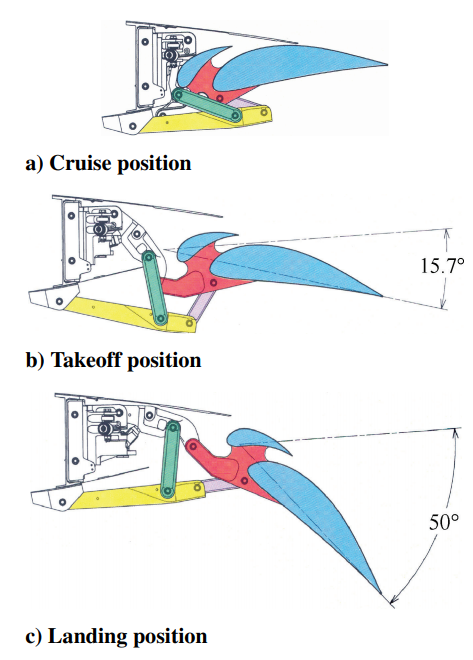 a) Cruise position
15.7°
b) Takeoff position
50°
c) Landing position